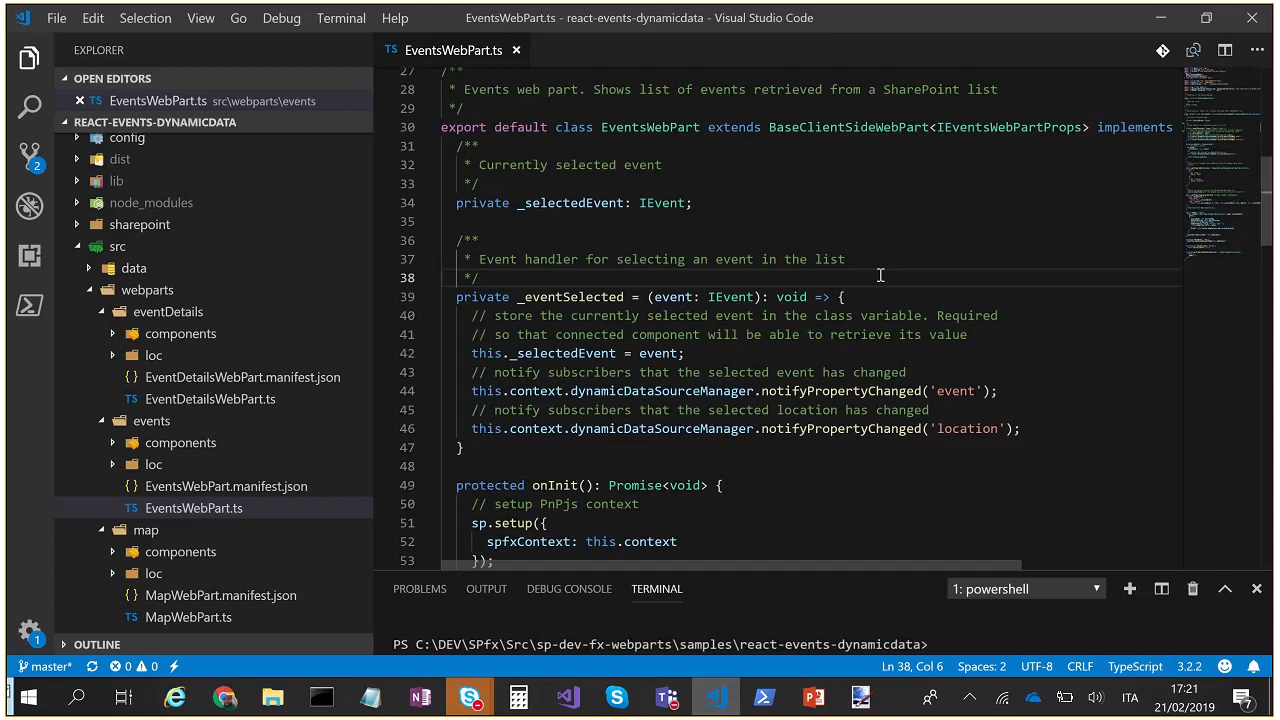 File Edit Selection View Go Debug Terminal Help
EventsWebPart.ts - react-events-dynamicdata - Visual Studio Code
EXPLORER
OPEN EDITORS
TS EventsWebPart.ts src\webparts\events
REACT-EVENTS-DYNAMICDATA
config
dist
lib
node_modules
sharepoint
src
data
webparts
eventDetails
components
loc
{ } EventDetailsWebPart.manifest.json
TS EventDetailsWebPart.ts
events
components
loc
{ } EventsWebPart.manifest.json
TS EventsWebPart.ts
map
components
loc
{ } MapWebPart.manifest.json
TS MapWebPart.ts
OUTLINE
2
1
TS EventsWebPart.ts
27 /**
28 * Events web part. Shows list of events retrieved from a SharePoint list
29 */
30 export default class EventsWebPart extends BaseClientSideWebPart<IEventsWebPartProps> implements
31 /**
32 Currently selected event
33 */
34 private _selectedEvent: IEvent;
35
36 /**
37 * Event handler for selecting an event in the list
38 */
39 private _eventSelected = (event: IEvent): void => {
40 // store the currently selected event in the class variable. Required
41 // so that connected component will be able to retrieve its value
42 this._selectedEvent = event;
43 // notify subscribers that the selected event has changed
44 this.context.dynamicDataSourceManager.notifyPropertyChanged('event');
45 // notify subscribers that the selected location has changed
46 this.context.dynamicDataSourceManager.notifyPropertyChanged('location');
47 }
48
49 protected onInit(): Promise<void> {
50 // setup PnPjs context
51 sp.setup({
52 spfxContext: this.context
53 });
PROBLEMS OUTPUT DEBUG CONSOLE TERMINAL
1: powershell
PS C:\DEV\SPfx\Src\sp-dev-fx-webparts\samples\react-events-dynamicdata>
master* 0 0
Ln 38, Col 6 Spaces: 2 UTF-8 CRLF TypeScript 3.2.2
ITA
17:21
21/02/2019
7